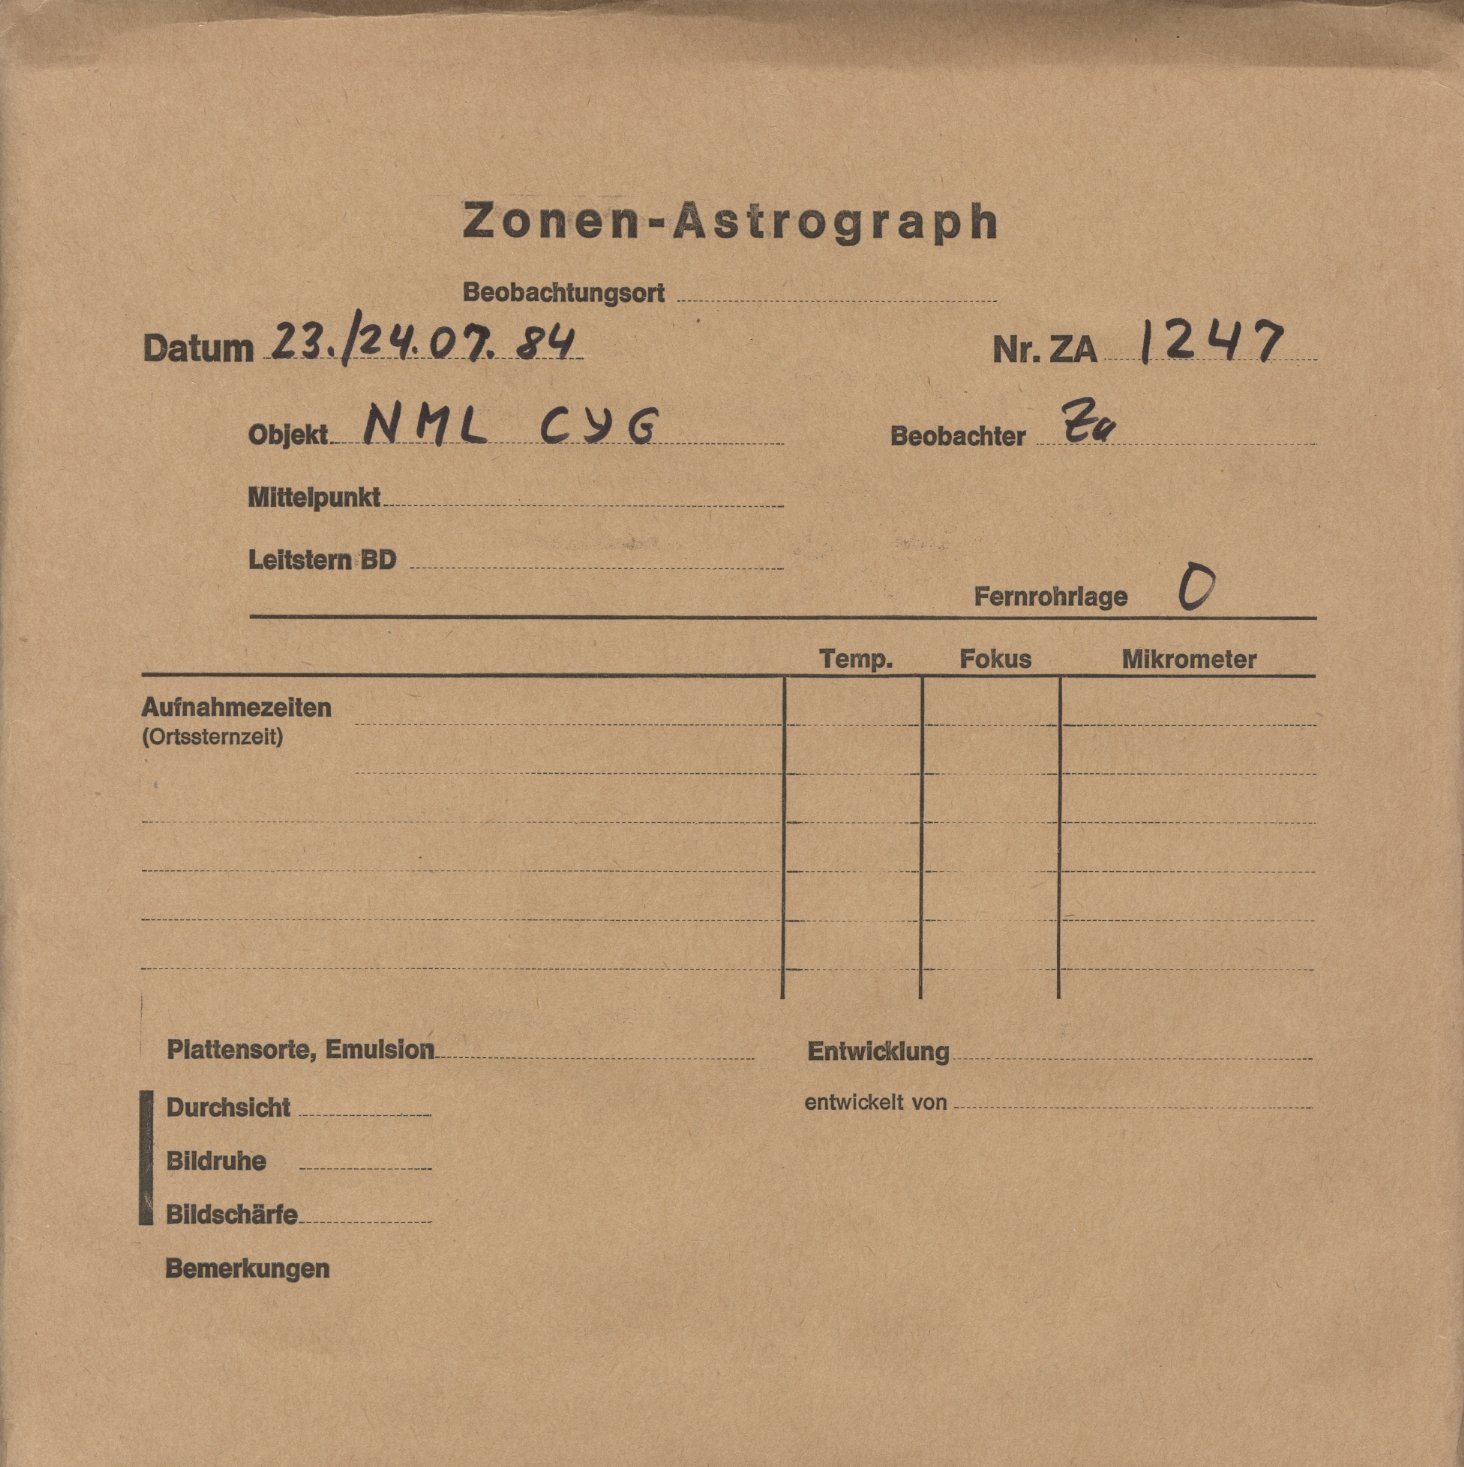 Zonen-Astrograph
Beobachtungsort
Datum 23./24.07.84 Nr. ZA 1247
Objekt NML CYG Beobachter Za
Mittelpunkt
Leitstern BD
Fernrohrlage O
Temp. Fokus Mikrometer
Aufnahmezeiten
(Ortssternzeit)
Plattensorte, Emulsion Entwicklung
Durchsicht entwickelt von
Bildruhe
Bildschärfe
Bemerkungen